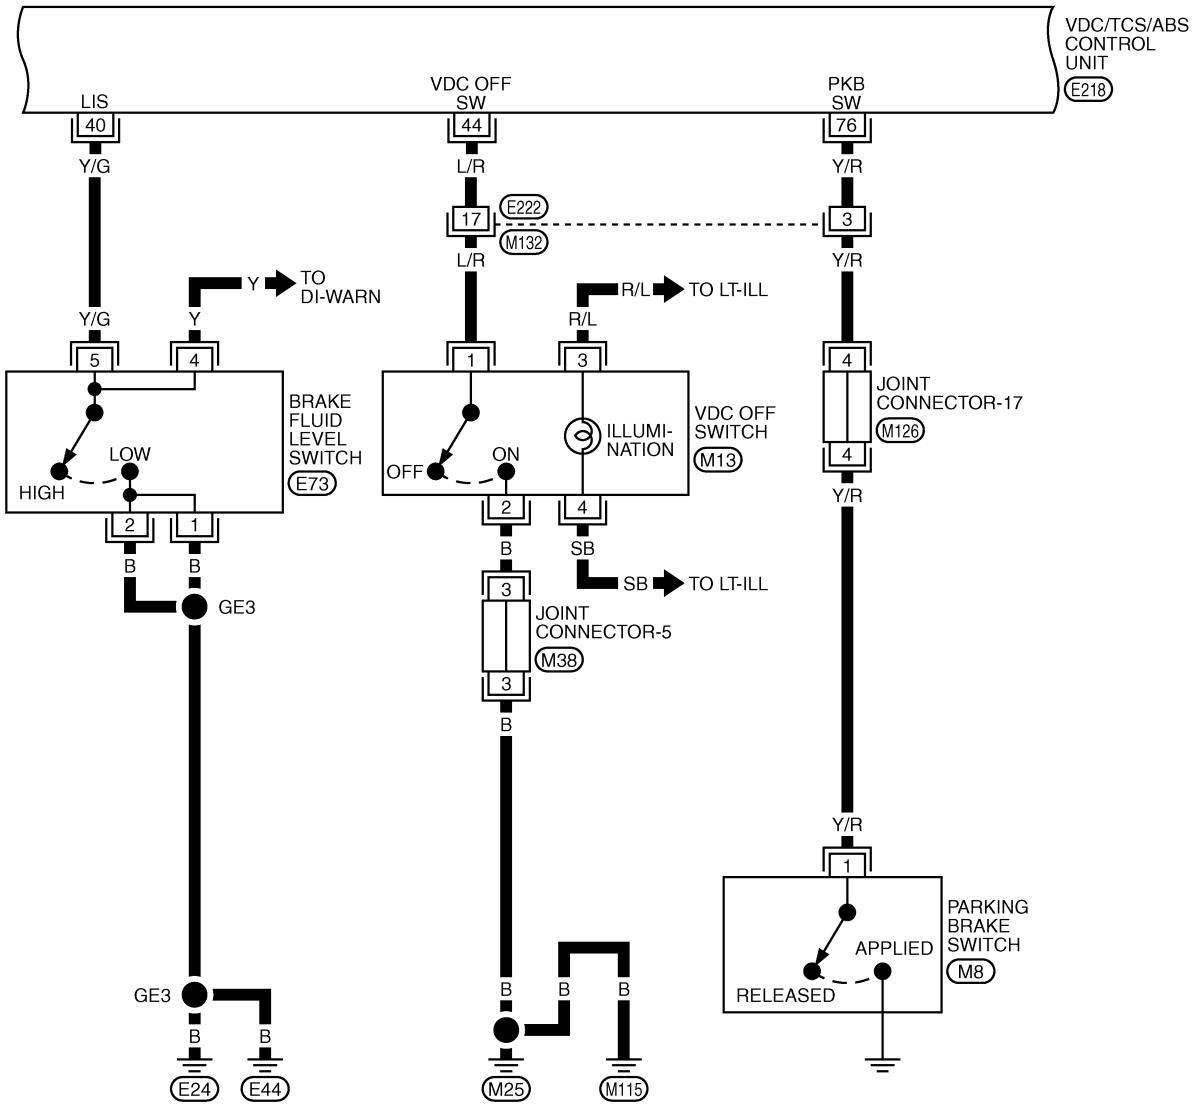 VDC/TCS/ABS
CONTROL
UNIT
E218
LIS
VDC OFF
SW
PKB
SW
40
44
76
Y/G
L/R
Y/R
17
E222
M132
3
L/R
Y/R
Y/G
Y
Y
TO
DI-WARN
R/L
R/L
TO LT-ILL
5
4
1
3
4
BRAKE
FLUID
LEVEL
SWITCH
E73
HIGH
LOW
OFF
ON
ILLUMI-
NATION
VDC OFF
SWITCH
M13
JOINT
CONNECTOR-17
M126
4
Y/R
2
1
2
4
B
B
B
SB
SB
TO LT-ILL
GE3
3
JOINT
CONNECTOR-5
M38
3
B
Y/R
1
PARKING
BRAKE
SWITCH
M8
APPLIED
RELEASED
GE3
B
B
B
B
B
E24
E44
M25
M115